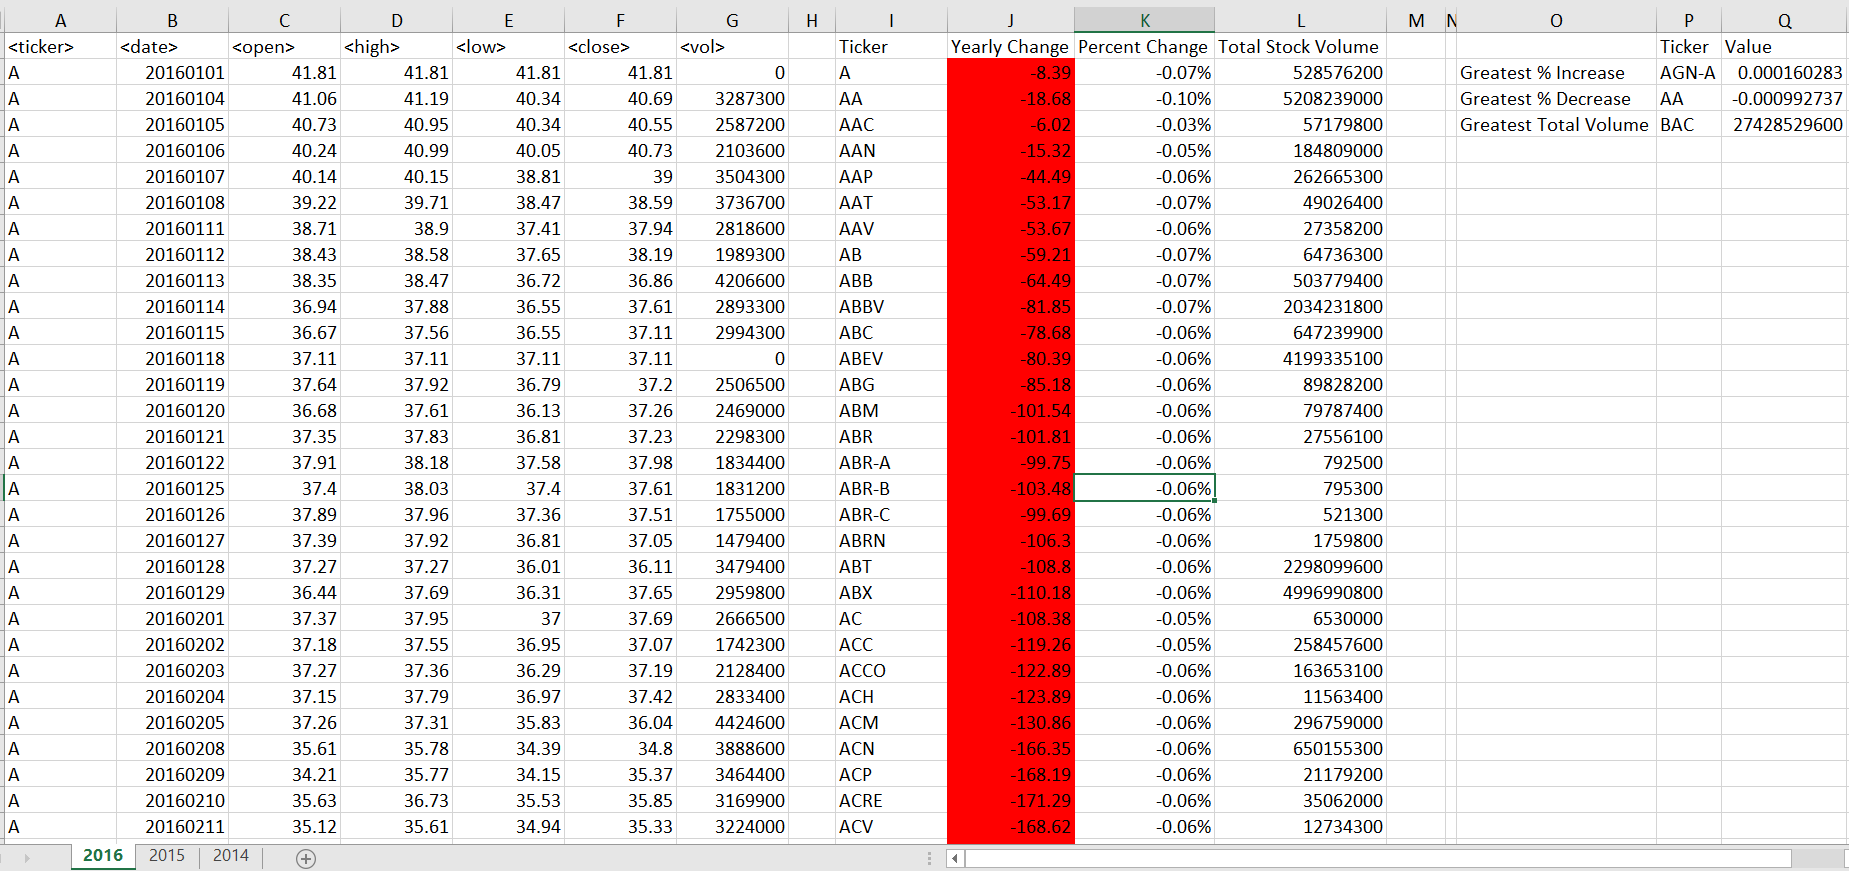 A B C D E F G H I J K L M N O P Q
<ticker> <date> <open> <high> <low> <close> <vol> Ticker Yearly Change Percent Change Total Stock Volume Ticker Value
A 20160101 41.81 41.81 41.81 41.81 0 A -8.39 -0.07% 528576200 Greatest % Increase AGN-A 0.000160283
A 20160104 41.06 41.19 40.34 40.69 3287300 AA -18.68 -0.10% 5208239000 Greatest % Decrease AA -0.000992737
A 20160105 40.73 40.95 40.34 40.55 2587200 AAC -6.02 -0.03% 57179800 Greatest Total Volume BAC 27428529600
A 20160106 40.24 40.99 40.05 40.73 2103600 AAN -15.32 -0.05% 184809000
A 20160107 40.14 40.15 38.81 39 3504300 AAP -44.49 -0.06% 262665300
A 20160108 39.22 39.71 38.47 38.59 3736700 AAT -53.17 -0.07% 49026400
A 20160111 38.71 38.9 37.41 37.94 2818600 AAV -53.67 -0.06% 27358200
A 20160112 38.43 38.58 37.65 38.19 1989300 AB -59.21 -0.07% 64736300
A 20160113 38.35 38.47 36.72 36.86 4206600 ABB -64.49 -0.07% 503779400
A 20160114 36.94 37.88 36.55 37.61 2893300 ABBV -81.85 -0.07% 2034231800
A 20160115 36.67 37.56 36.55 37.11 2994300 ABC -78.68 -0.06% 647239900
A 20160118 37.11 37.11 37.11 37.11 0 ABEV -80.39 -0.06% 4199335100
A 20160119 37.64 37.92 36.79 37.2 2506500 ABG -85.18 -0.06% 89828200
A 20160120 36.68 37.61 36.13 37.26 2469000 ABM -101.54 -0.06% 79787400
A 20160121 37.35 37.83 36.81 37.23 2298300 ABR -101.81 -0.06% 27556100
A 20160122 37.91 38.18 37.58 37.98 1834400 ABR-A -99.75 -0.06% 792500
A 20160125 37.4 38.03 37.4 37.61 1831200 ABR-B -103.48 -0.06% 795300
A 20160126 37.89 37.96 37.36 37.51 1755000 ABR-C -99.69 -0.06% 521300
A 20160127 37.39 37.92 36.81 37.05 1479400 ABRN -106.3 -0.06% 1759800
A 20160128 37.27 37.27 36.01 36.11 3479400 ABT -108.8 -0.06% 2298099600
A 20160129 36.44 37.69 36.31 37.65 2959800 ABX -110.18 -0.06% 4996990800
A 20160201 37.37 37.95 37 37.69 2666500 AC -108.38 -0.05% 6530000
A 20160202 37.18 37.55 36.95 37.07 1742300 ACC -119.26 -0.05% 258457600
A 20160203 37.27 37.36 36.29 37.19 2128400 ACCO -122.89 -0.06% 163653100
A 20160204 37.15 37.79 36.97 37.42 2833400 ACH -123.89 -0.06% 11563400
A 20160205 37.26 37.31 35.83 36.04 4424600 ACM -130.86 -0.06% 296759000
A 20160208 35.61 35.78 34.39 34.8 3888600 ACN -166.35 -0.06% 650155300
A 20160209 34.21 35.77 34.15 35.37 3464400 ACP -168.19 -0.06% 21179200
A 20160210 35.63 36.73 35.53 35.85 3169900 ACRE -171.29 -0.06% 35062000
A 20160211 35.12 35.61 34.94 35.33 3224000 ACV -168.62 -0.06% 12734300
2016 2015 2014